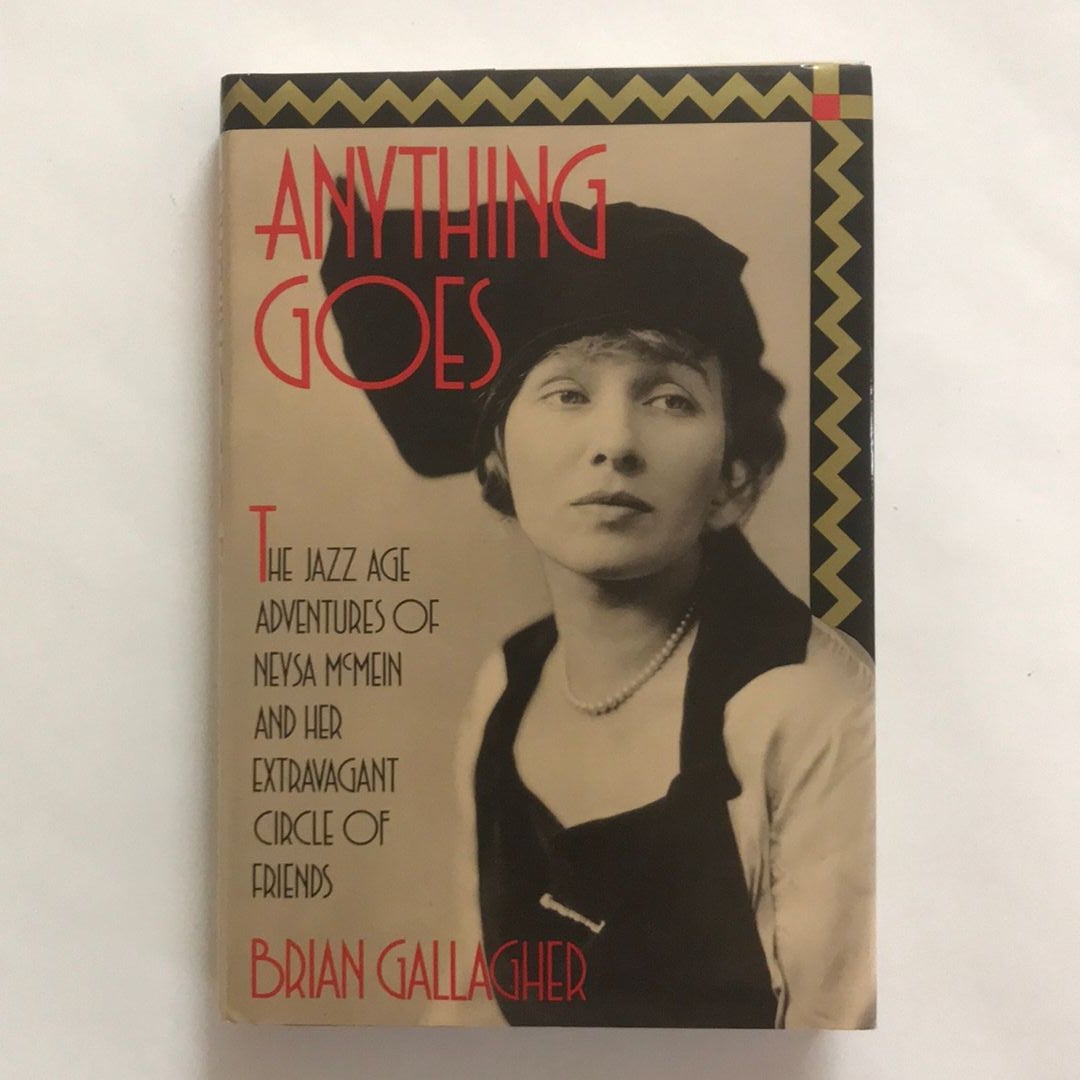 ANYTHING
GOES
THE JAZZ AGE
ADVENTURES OF
NEYSA McMEIN
AND HER
EXTRAVAGANT
CIRCLE OF
FRIENDS
BRIAN GALLAGHER